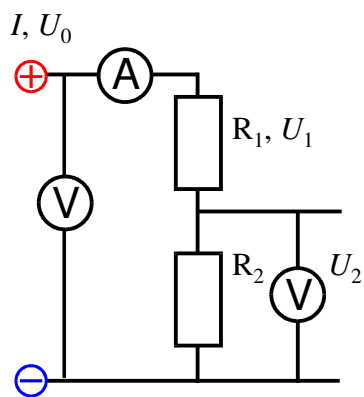 I, U₀
A
R₁, U₁
V
R₂
V
U₂